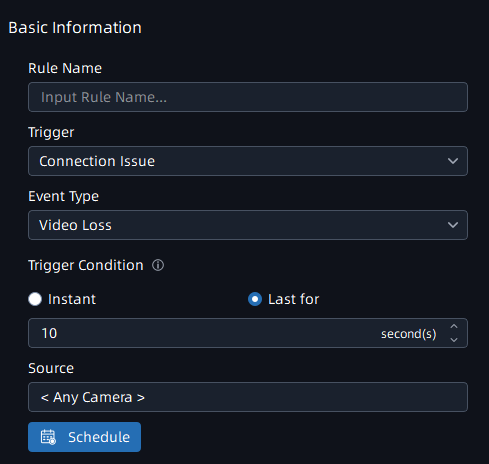 Basic Information
Rule Name
Input Rule Name...
Trigger
Connection Issue
Event Type
Video Loss
Trigger Condition
Instant Last for
10 second(s)
Source
< Any Camera >
Schedule